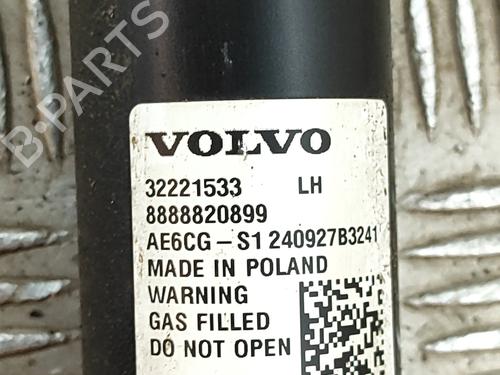 B-PARTS
VOLVO
32221533 LH
8888820899
AE6CG-S1 240927B3241
MADE IN POLAND
WARNING
GAS FILLED
DO NOT OPEN